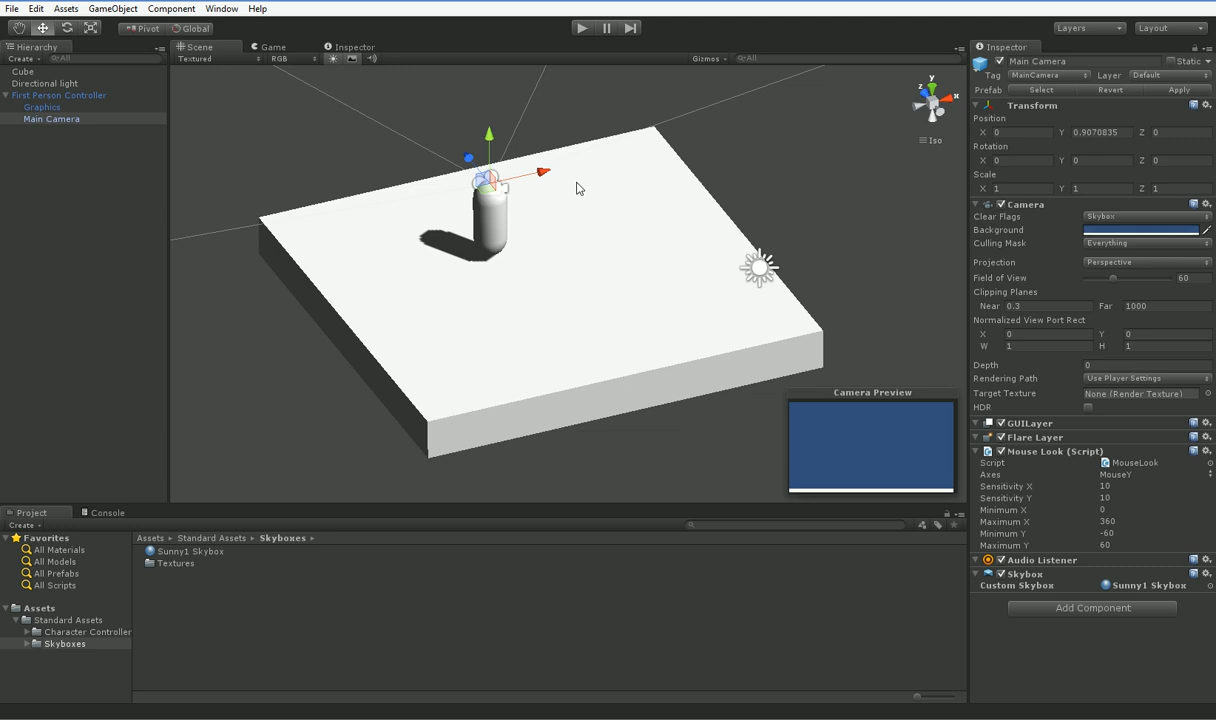 File Edit Assets GameObject Component Window Help
Pivot Global Layers Layout
Hierarchy
Create All
Cube
Directional light
First Person Controller
Graphics
Main Camera
Scene Game Inspector
Textured RGB Gizmos All
y
z x
Iso
Camera Preview
Inspector
Main Camera Static
Tag MainCamera Layer Default
Prefab Select Revert Apply
Transform
Position
X 0 Y 0.9070835 Z 0
Rotation
X 0 Y 0 Z 0
Scale
X 1 Y 1 Z 1
Camera
Clear Flags Skybox
Background
Culling Mask Everything
Projection Perspective
Field of View 60
Clipping Planes
Near 0.3 Far 1000
Normalized View Port Rect
X 0 Y 0
W 1 H 1
Depth 0
Rendering Path Use Player Settings
Target Texture None (Render Texture)
HDR
GUILayer
Flare Layer
Mouse Look (Script)
Script MouseLook
Axes MouseY
Sensitivity X 10
Sensitivity Y 10
Minimum X 0
Maximum X 360
Minimum Y -60
Maximum Y 60
Audio Listener
Skybox
Custom Skybox Sunny1 Skybox
Add Component
Project Console
Create
Favorites
All Materials
All Models
All Prefabs
All Scripts
Assets
Standard Assets
Character Controller
Skyboxes
Assets Standard Assets Skyboxes
Sunny1 Skybox
Textures